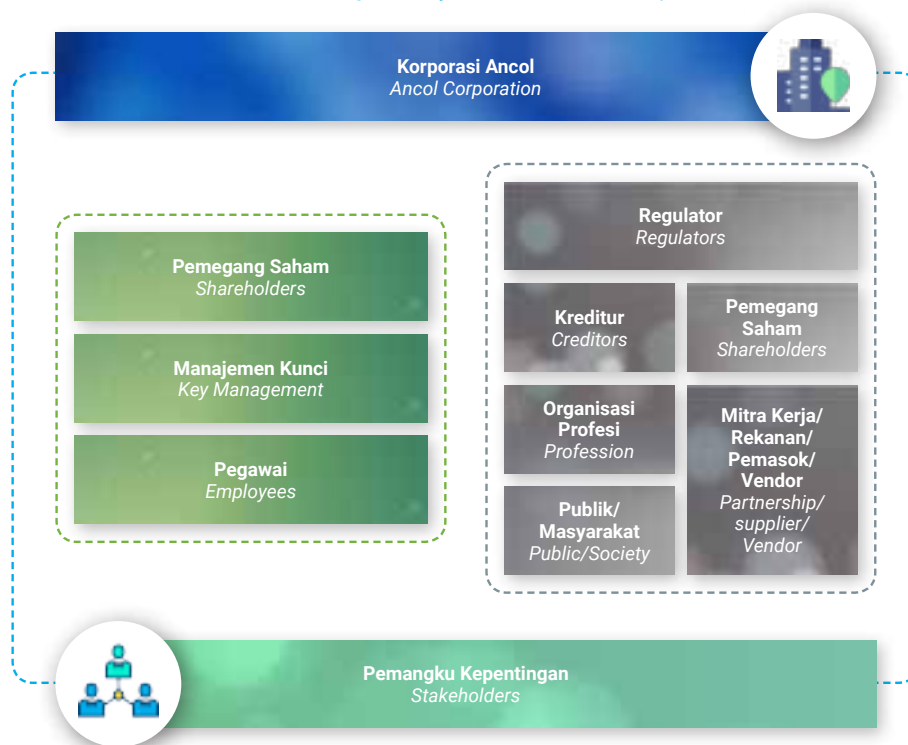 Korporasi Ancol
Ancol Corporation
Pemegang Saham
Shareholders
Manajemen Kunci
Key Management
Pegawai
Employees
Regulator
Regulators
Kreditur
Creditors
Pemegang
Saham
Shareholders
Organisasi
Profesi
Profession
Mitra Kerja/
Rekanan/
Pemasok/
Vendor
Partnership/
supplier/
Vendor
Publik/
Masyarakat
Public/Society
Pemangku Kepentingan
Stakeholders